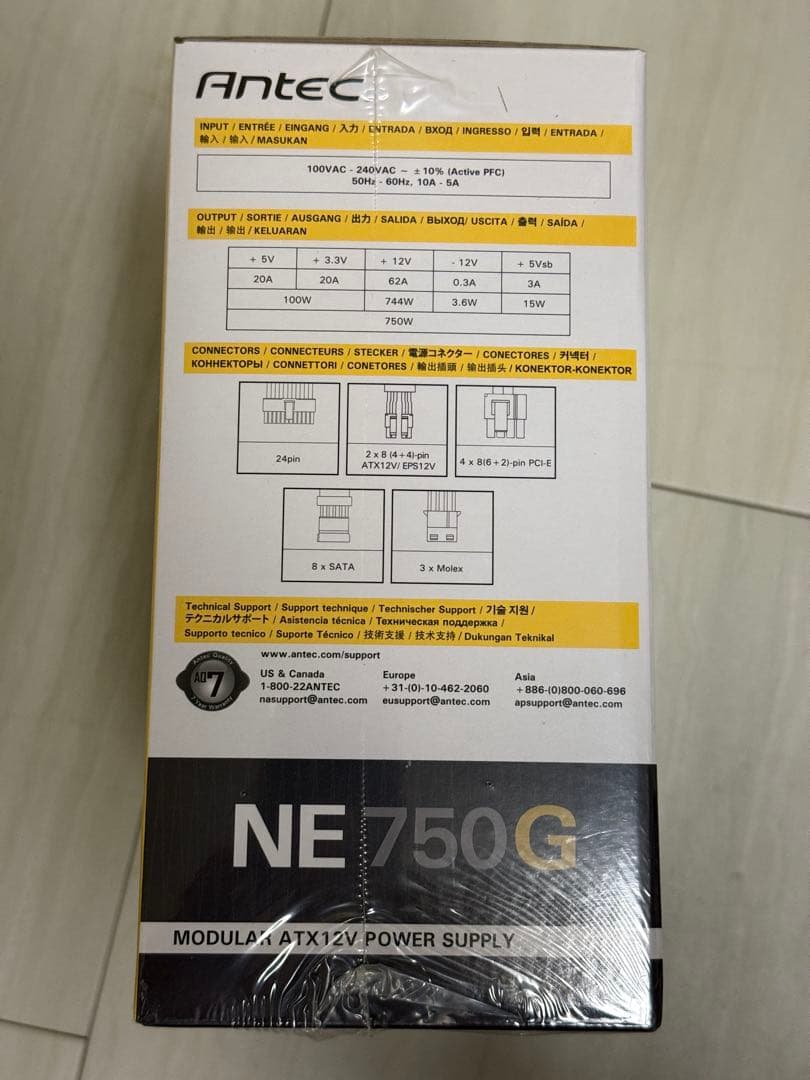 Antec
INPUT / ENTRÉE / EINGANG / 入力 / ENTRADA / ВХОД / INGRESSO / 입력 / ENTRADA /
輸入 / 输入 / MASUKAN
100VAC - 240VAC ~ ±10% (Active PFC)
50Hz - 60Hz, 10A - 5A
OUTPUT / SORTIE / AUSGANG / 出力 / SALIDA / ВЫХОД/ USCITA / 출력 / SAÍDA /
輸出 / 输出 / KELUARAN
+ 5V + 3.3V + 12V - 12V + 5Vsb
20A 20A 62A 0.3A 3A
100W 744W 3.6W 15W
750W
CONNECTORS / CONNECTEURS / STECKER / 電源コネクター / CONECTORES / 커넥터 /
КОННЕКТОРЫ / CONNETTORI / CONETORES / 輸出插頭 / 输出插头 / KONEKTOR-KONEKTOR
24pin
2 x 8 (4+4)-pin
ATX12V/ EPS12V
4 x 8(6+2)-pin PCI-E
8 x SATA
3 x Molex
Technical Support / Support technique / Technischer Support / 기술 지원 /
テクニカルサポート / Asistencia técnica / Техническая поддержка /
Supporto tecnico / Suporte Técnico / 技術支援 / 技术支持 / Dukungan Teknikal
www.antec.com/support
Antec Quality
AQ7
7 Year Warranty
US & Canada
1-800-22ANTEC
nasupport@antec.com
Europe
+31-(0)-10-462-2060
eusupport@antec.com
Asia
+886-(0)800-060-696
apsupport@antec.com
NE750G
MODULAR ATX12V POWER SUPPLY